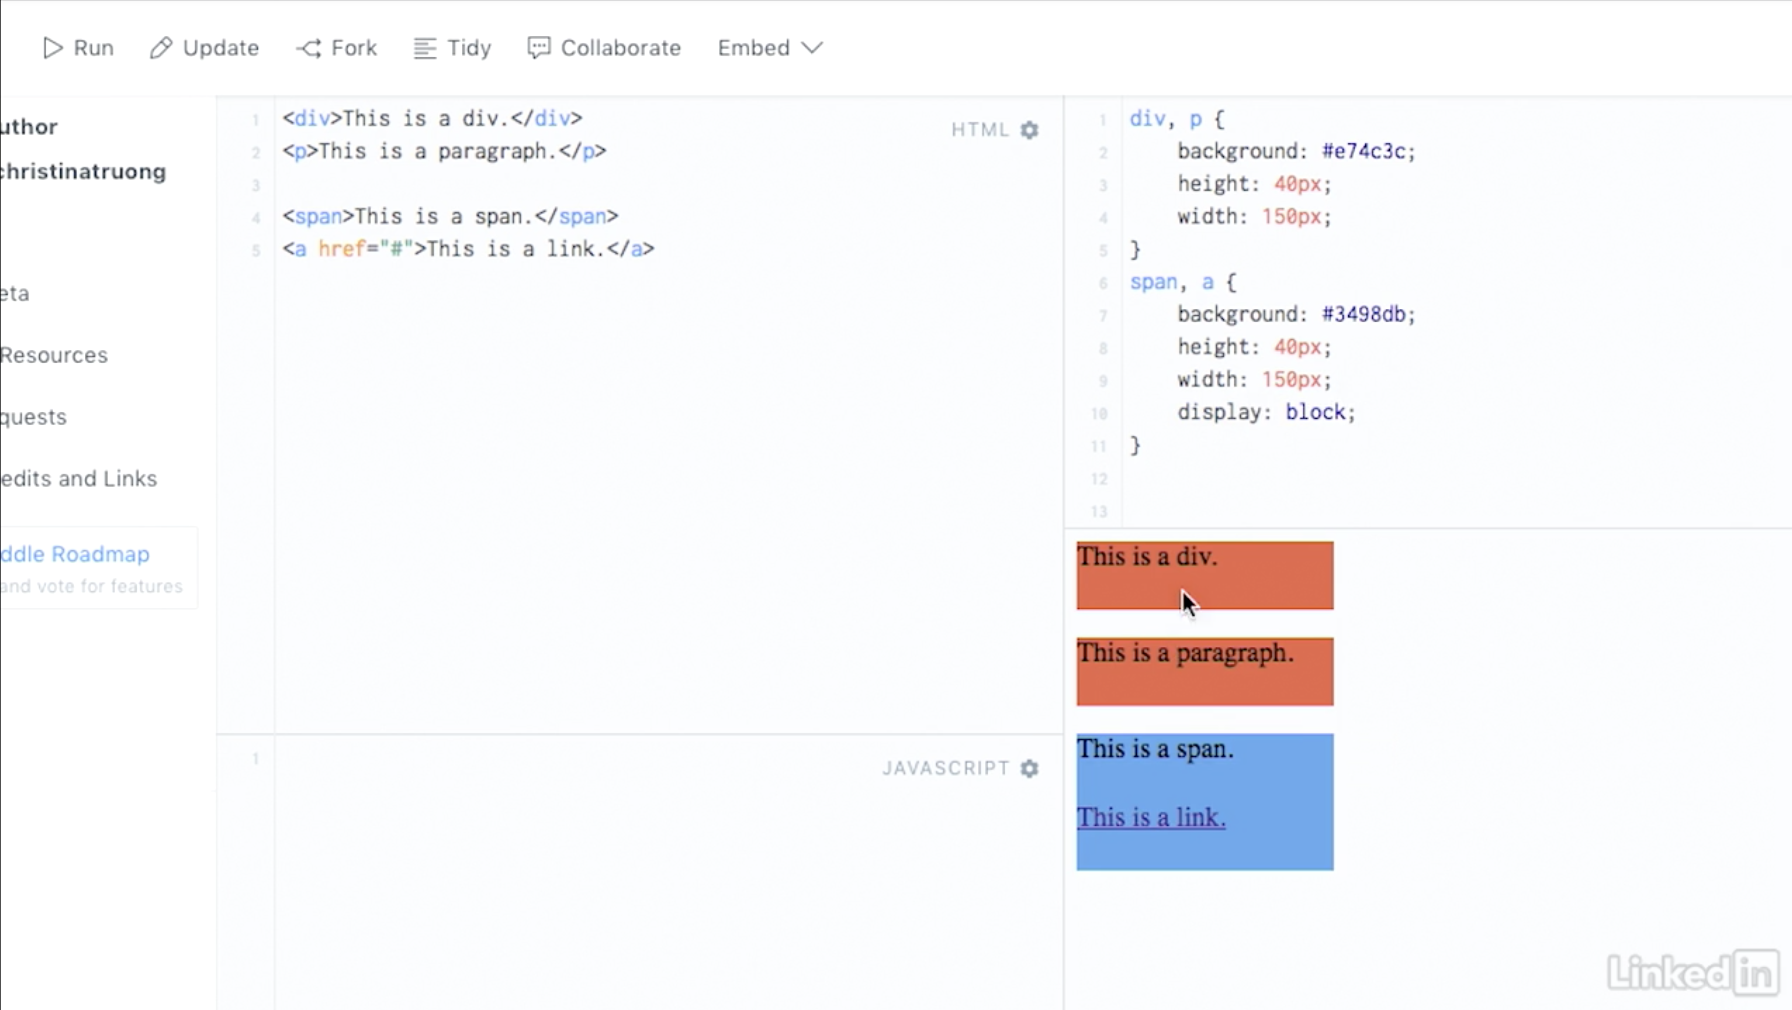 Run Update Fork Tidy Collaborate Embed
uthor
christinatruong
eta
Resources
quests
edits and Links
ddle Roadmap
and vote for features
HTML
1 <div>This is a div.</div>
2 <p>This is a paragraph.</p>
3
4 <span>This is a span.</span>
5 <a href="#">This is a link.</a>
JAVASCRIPT
1
1 div, p {
2 background: #e74c3c;
3 height: 40px;
4 width: 150px;
5 }
6 span, a {
7 background: #3498db;
8 height: 40px;
9 width: 150px;
10 display: block;
11 }
12
13
This is a div.
This is a paragraph.
This is a span.
This is a link.
Linked in